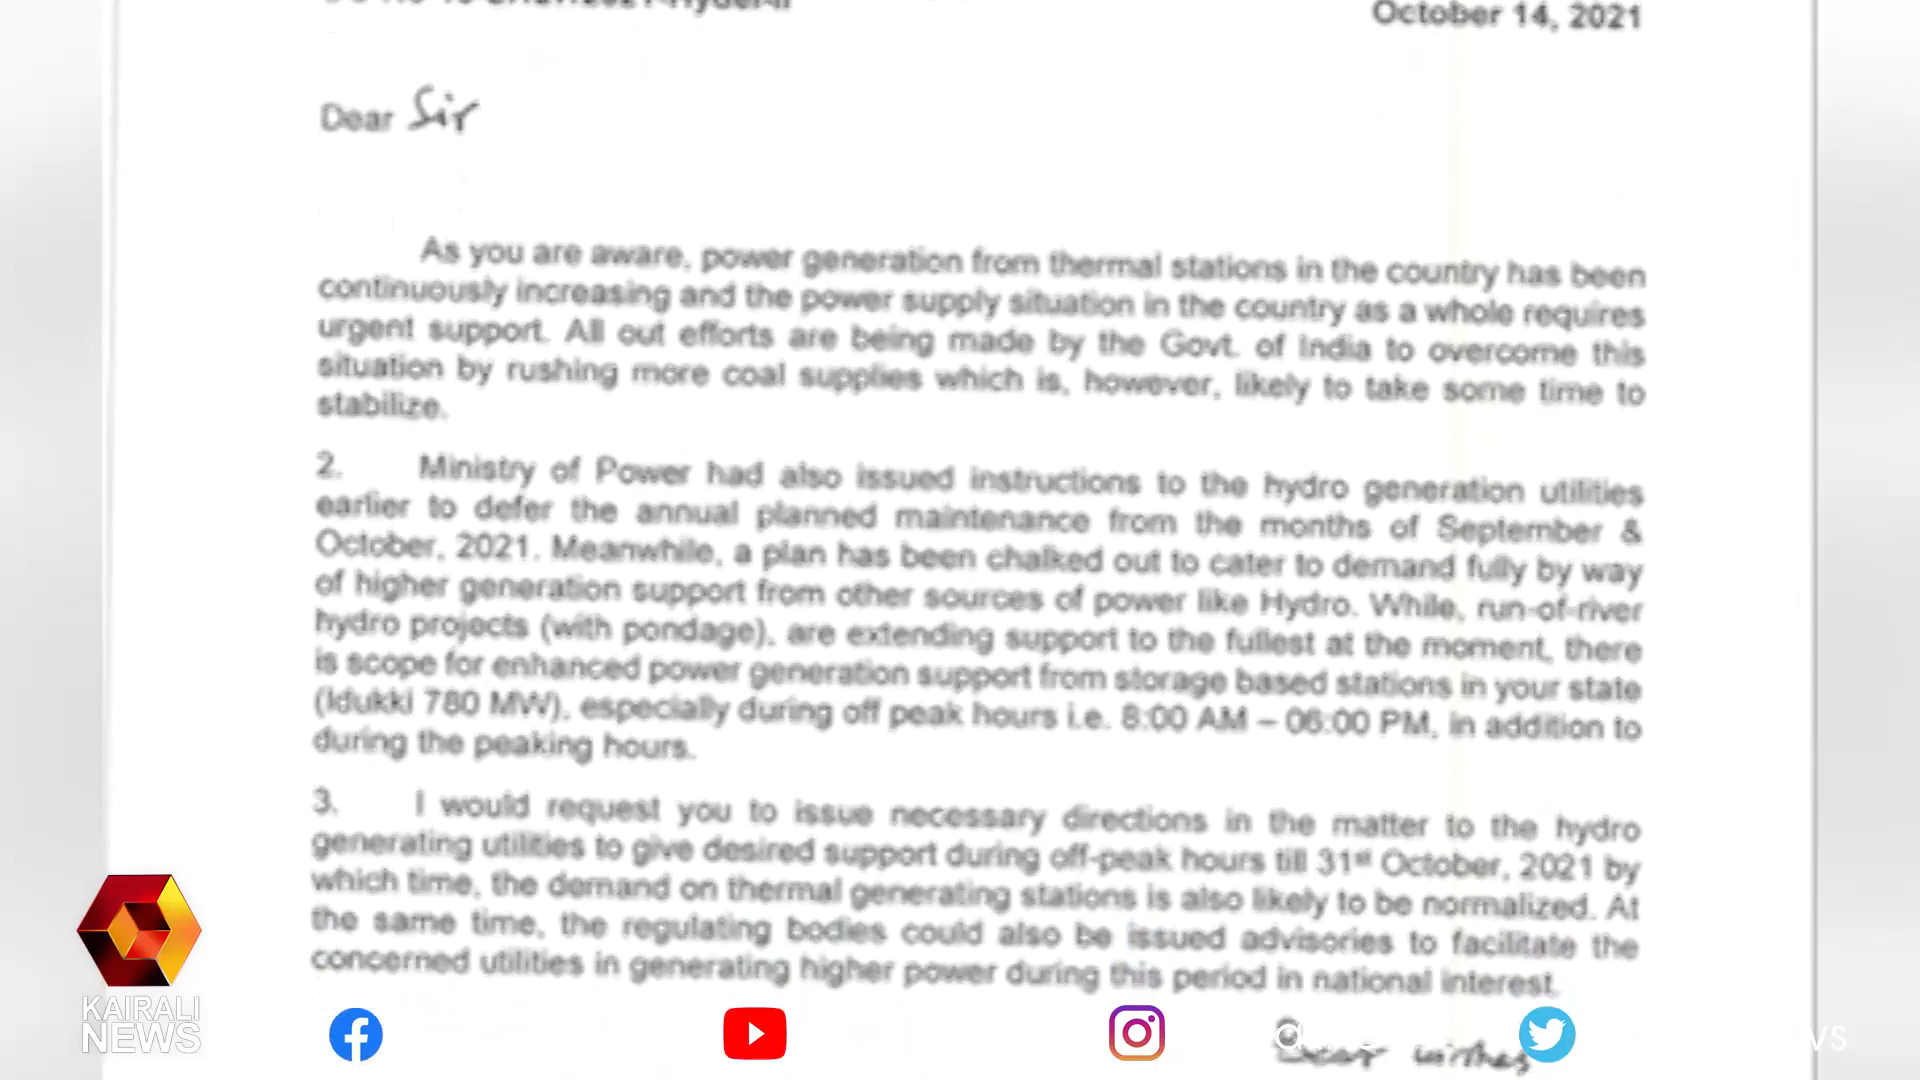 October 14, 2021
Dear Sir
As you are aware, power generation from thermal stations in the country has been
continuously increasing and the power supply situation in the country as a whole requires
urgent support. All out efforts are being made by the Govt. of India to overcome this
situation by rushing more coal supplies which is, however, likely to take some time to
stabilize.
2. Ministry of Power had also issued instructions to the hydro generation utilities
earlier to defer the annual planned maintenance from the months of September &
October, 2021. Meanwhile, a plan has been chalked out to cater to demand fully by way
of higher generation support from other sources of power like Hydro. While, run-of-river
hydro projects (with pondage), are extending support to the fullest at the moment, there
is scope for enhanced power generation support from storage based stations in your state
(Idukki 780 MW), especially during off peak hours i.e. 8:00 AM – 06:00 PM, in addition to
during the peaking hours.
3. I would request you to issue necessary directions in the matter to the hydro
generating utilities to give desired support during off-peak hours till 31st October, 2021 by
which time, the demand on thermal generating stations is also likely to be normalized. At
the same time, the regulating bodies could also be issued advisories to facilitate the
concerned utilities in generating higher power during this period in national interest.
wishes
KAIRALI
NEWS